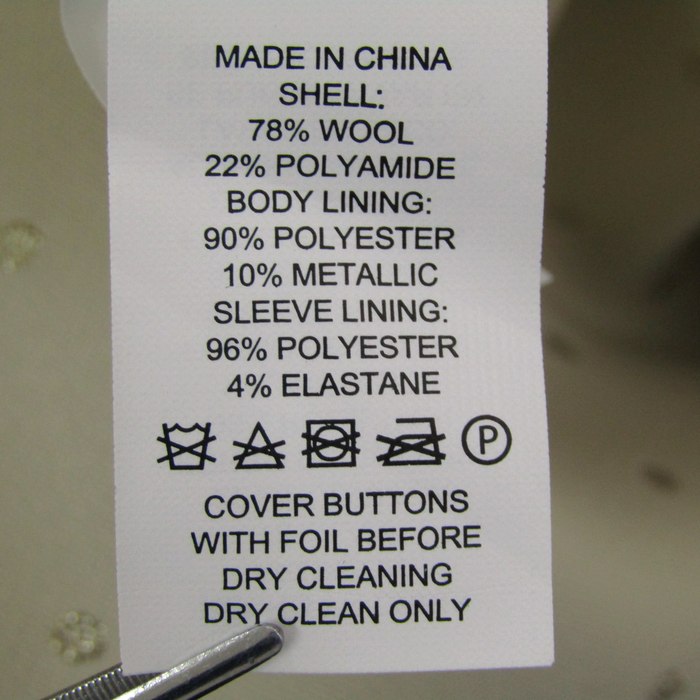 MADE IN CHINA
SHELL:
78% WOOL
22% POLYAMIDE
BODY LINING:
90% POLYESTER
10% METALLIC
SLEEVE LINING:
96% POLYESTER
4% ELASTANE
P
COVER BUTTONS
WITH FOIL BEFORE
DRY CLEANING
DRY CLEAN ONLY